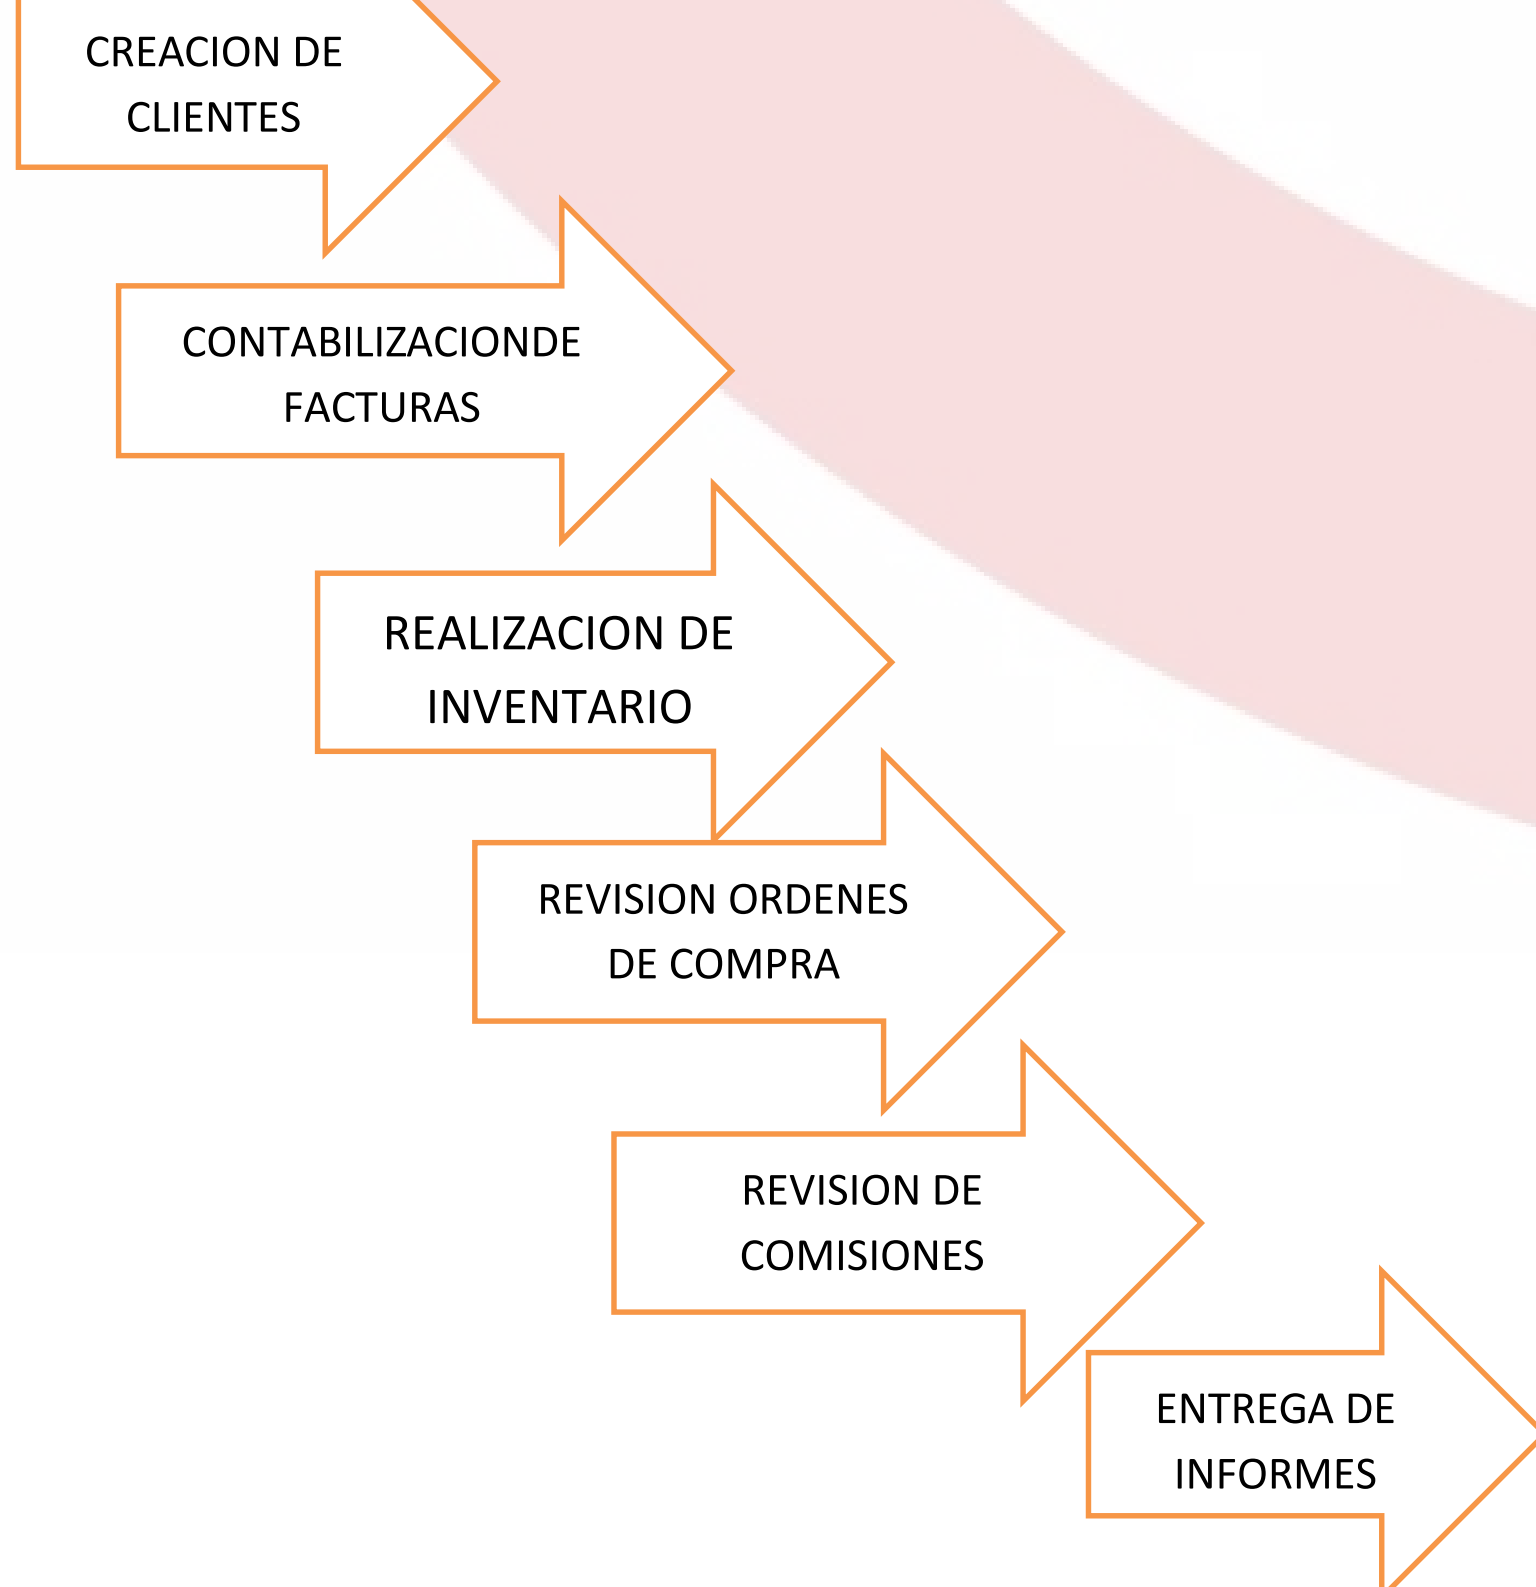 CREACION DE
CLIENTES
CONTABILIZACIONDE
FACTURAS
REALIZACION DE
INVENTARIO
REVISION ORDENES
DE COMPRA
REVISION DE
COMISIONES
ENTREGA DE
INFORMES